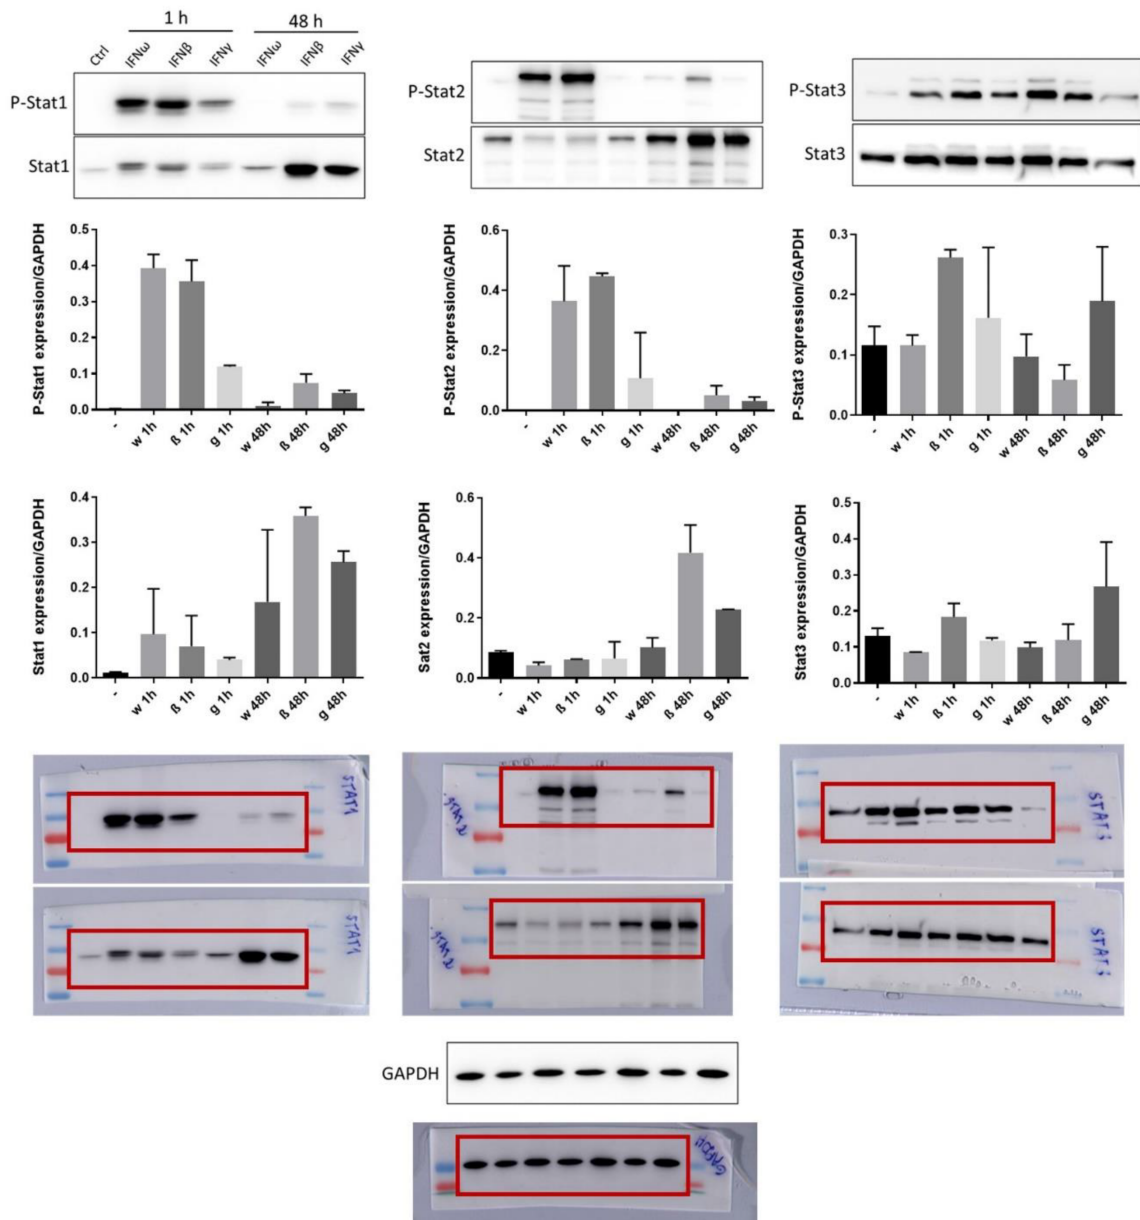 1 h 48 h
Ctrl IFNω IFNβ IFNγ IFNω IFNβ IFNγ
P-Stat1
Stat1
P-Stat2
Stat2
P-Stat3
Stat3
P-Stat1 expression/GAPDH
0.5
0.4
0.3
0.2
0.1
0.0
- w 1h ß 1h g 1h w 48h ß 48h g 48h
P-Stat2 expression/GAPDH
0.6
0.4
0.2
0.0
- w 1h ß 1h g 1h w 48h ß 48h g 48h
P-Stat3 expression/GAPDH
0.3
0.2
0.1
0.0
- w 1h ß 1h g 1h w 48h ß 48h g 48h
Stat1 expression/GAPDH
0.4
0.3
0.2
0.1
0.0
- w 1h ß 1h g 1h w 48h ß 48h g 48h
Sat2 expression/GAPDH
0.6
0.4
0.2
0.0
- w 1h ß 1h g 1h w 48h ß 48h g 48h
Stat3 expression/GAPDH
0.5
0.4
0.3
0.2
0.1
0.0
- w 1h ß 1h g 1h w 48h ß 48h g 48h
STAT1
STAT2
STAT3
STAT1
STAT2
STAT3
GAPDH
GAPDH